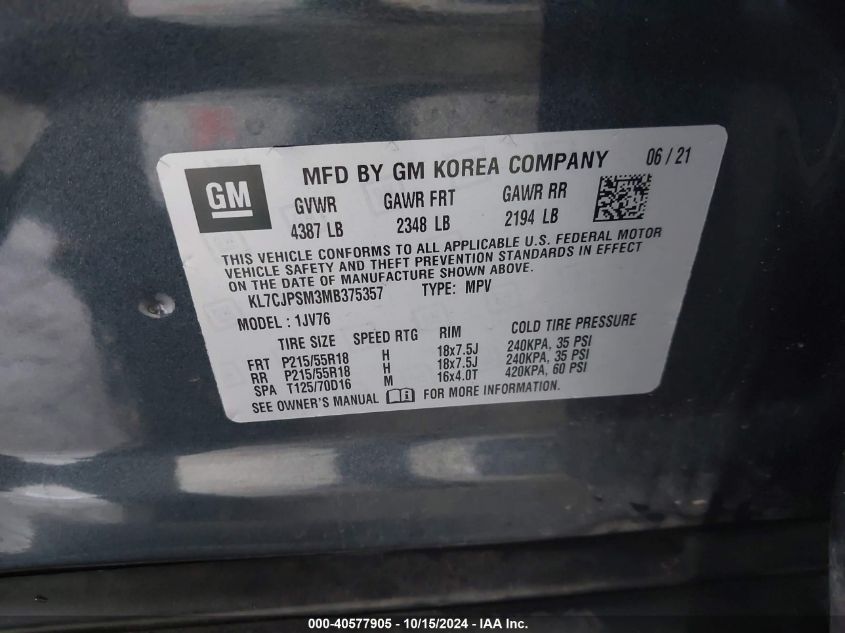 GM
MFD BY GM KOREA COMPANY 06 / 21
GVWR GAWR FRT GAWR RR
4387 LB 2348 LB 2194 LB
THIS VEHICLE CONFORMS TO ALL APPLICABLE U.S. FEDERAL MOTOR
VEHICLE SAFETY AND THEFT PREVENTION STANDARDS IN EFFECT
ON THE DATE OF MANUFACTURE SHOWN ABOVE.
KL7CJPSM3MB375357 TYPE: MPV
MODEL : 1JV76
TIRE SIZE SPEED RTG RIM COLD TIRE PRESSURE
FRT P215/55R18 H 18x7.5J 240KPA, 35 PSI
RR P215/55R18 H 18x7.5J 240KPA, 35 PSI
SPA T125/70D16 M 16x4.0T 420KPA, 60 PSI
SEE OWNER'S MANUAL FOR MORE INFORMATION.
000-40577905 - 10/15/2024 - IAA Inc.